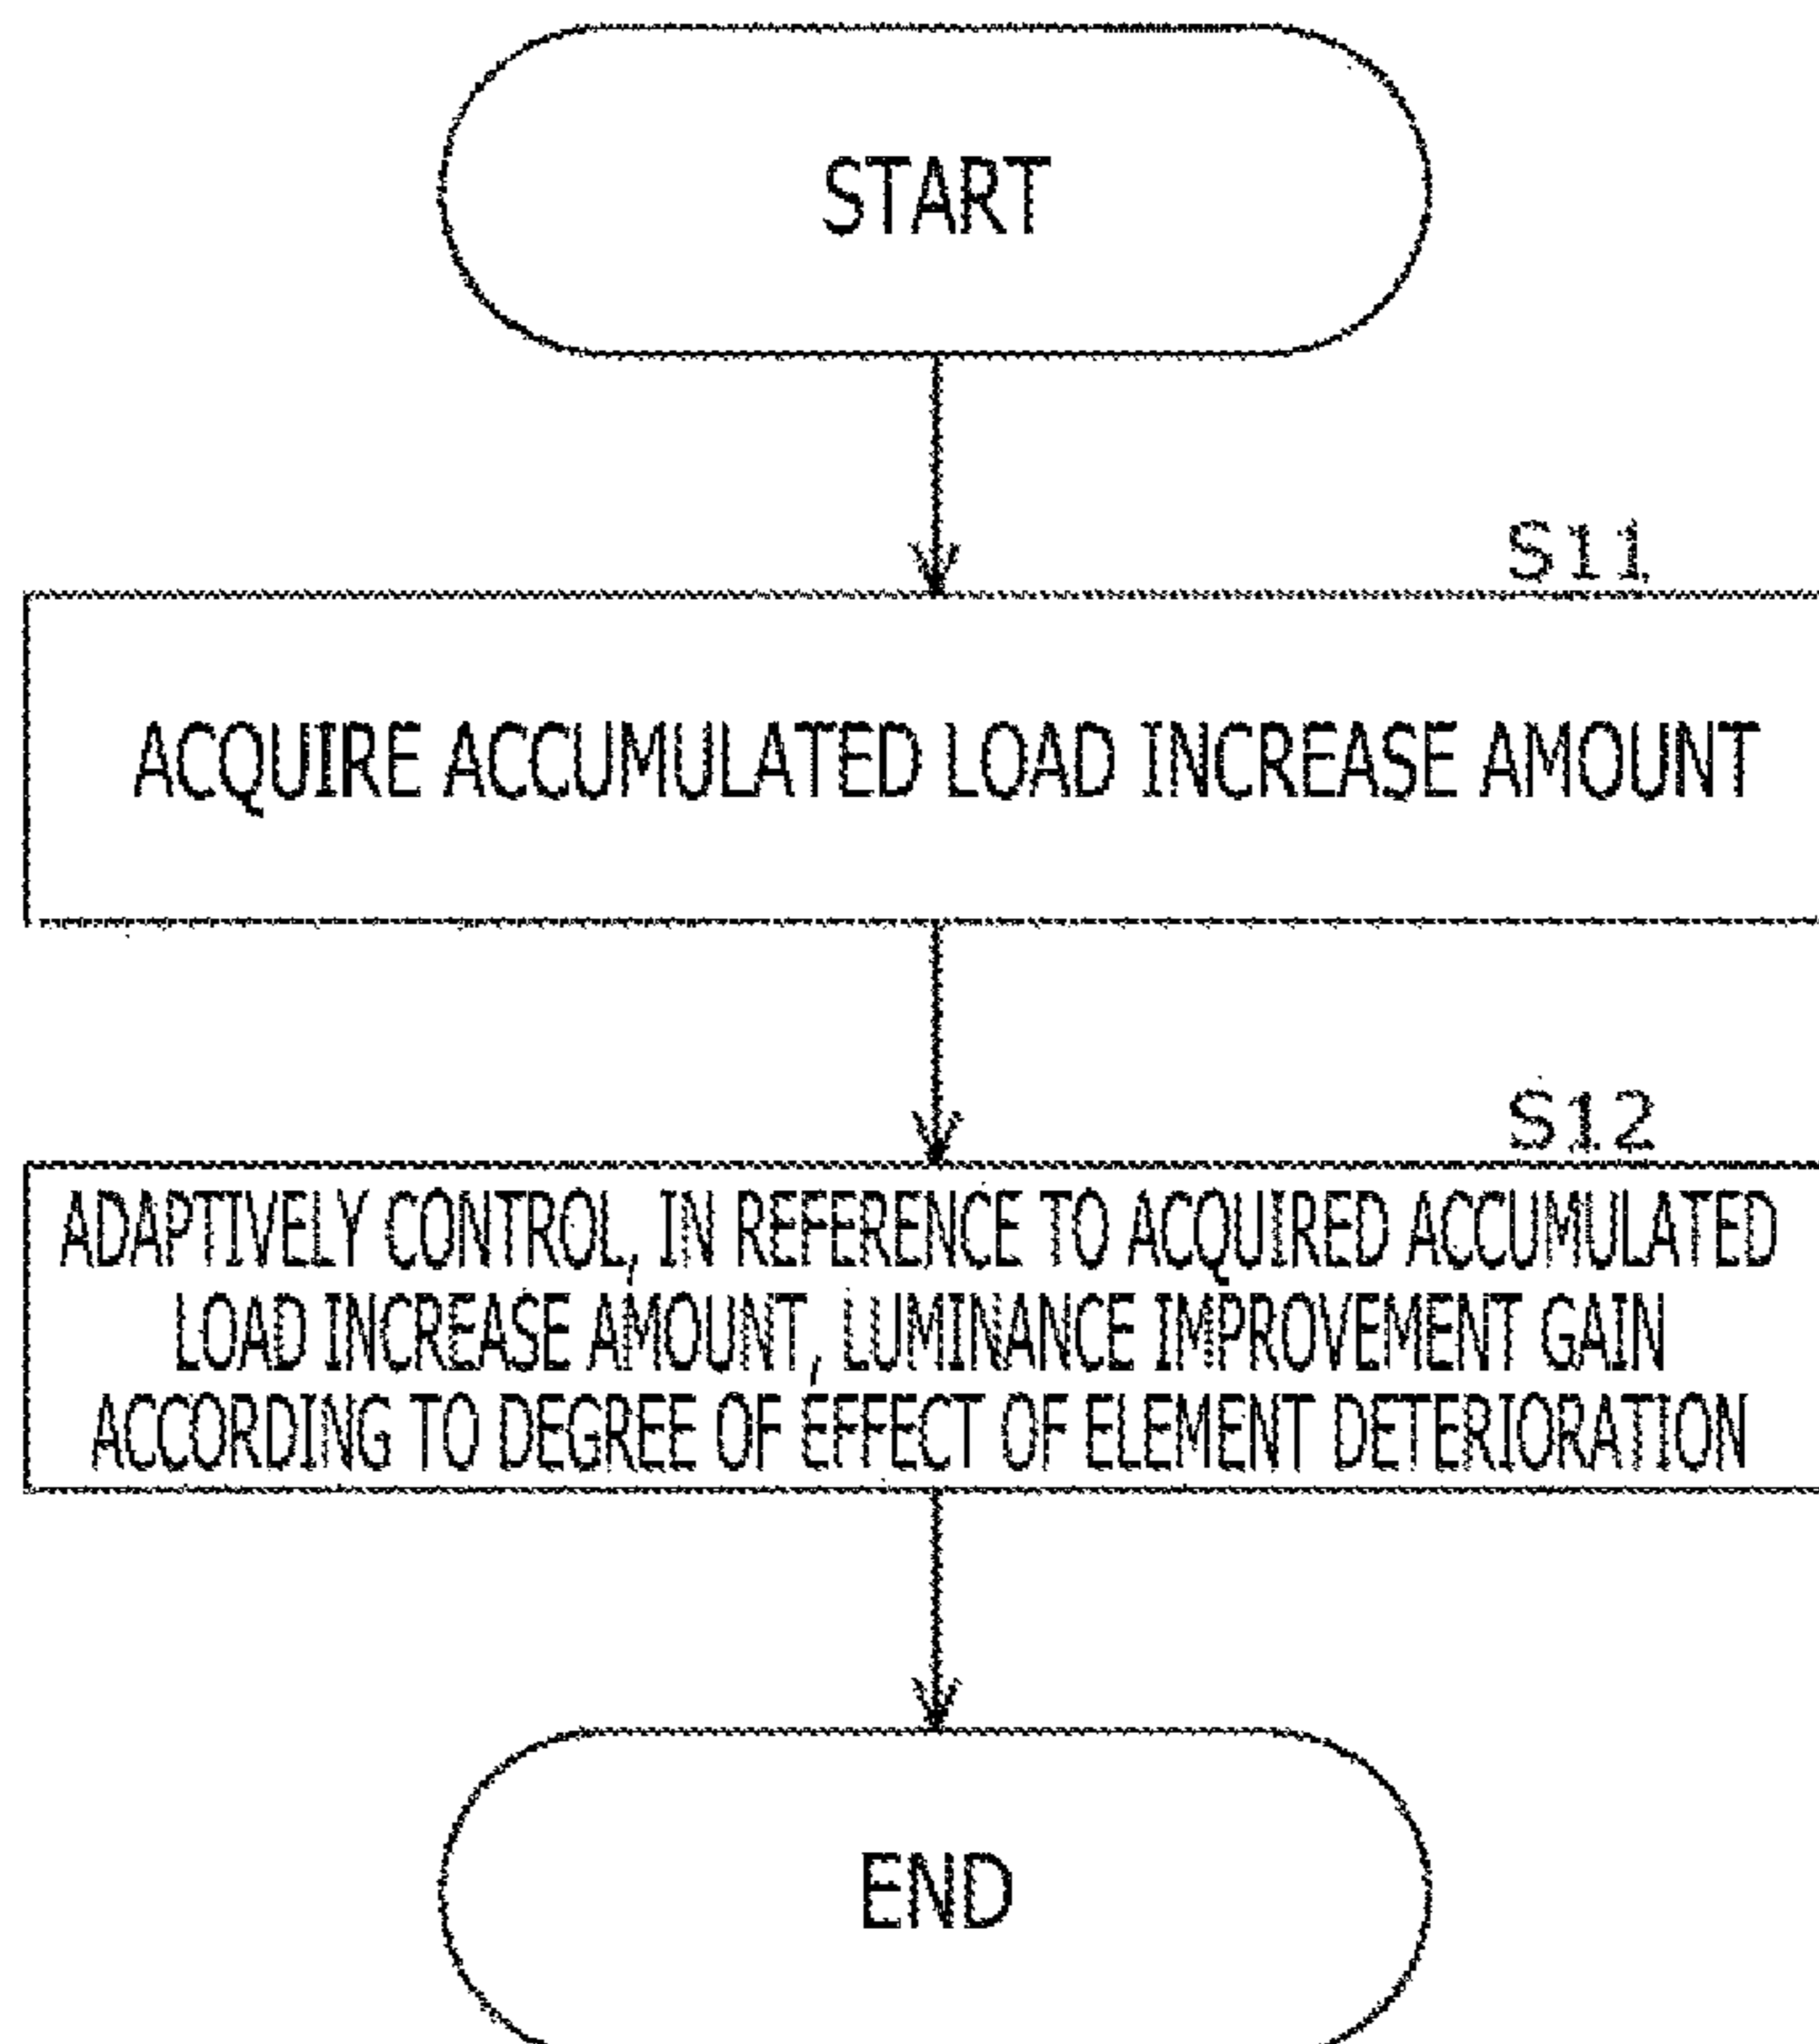 START
S11
ACQUIRE ACCUMULATED LOAD INCREASE AMOUNT
S12
ADAPTIVELY CONTROL, IN REFERENCE TO ACQUIRED ACCUMULATED
LOAD INCREASE AMOUNT, LUMINANCE IMPROVEMENT GAIN
ACCORDING TO DEGREE OF EFFECT OF ELEMENT DETERIORATION
END